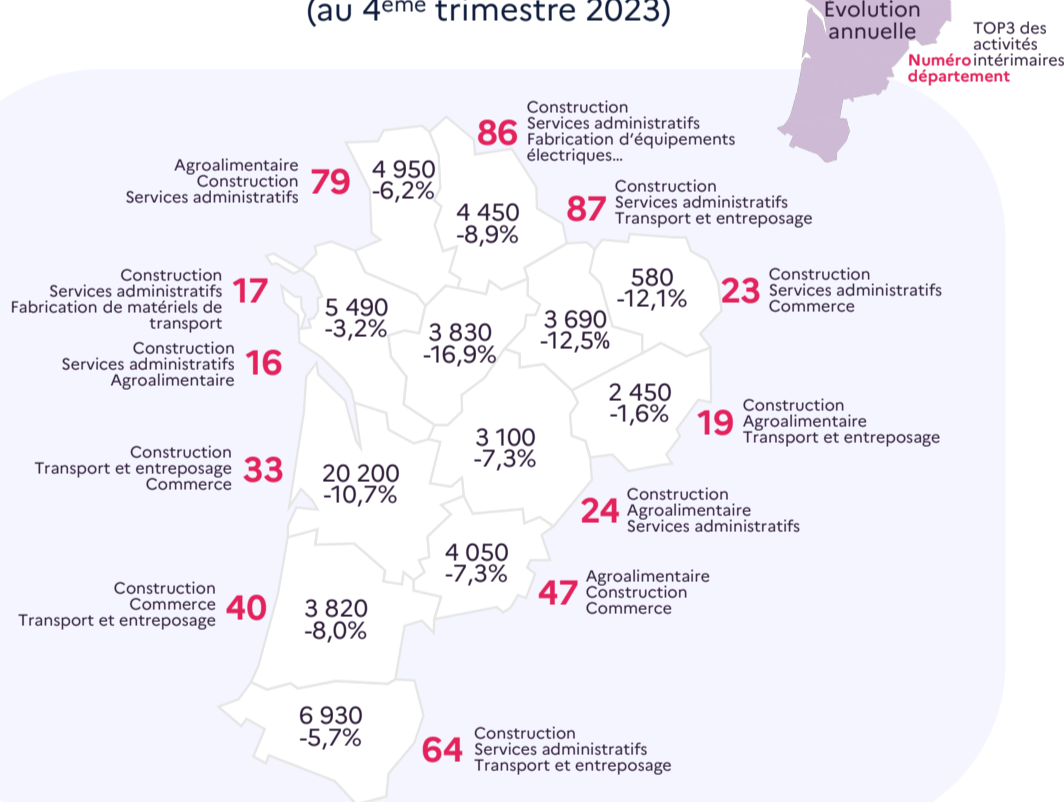 (au 4ème trimestre 2023)
Évolution
annuelle
TOP3 des
activités
intérimaires
Numéro
département
86
Construction
Services administratifs
Fabrication d'équipements
électriques...
Agroalimentaire
Construction
Services administratifs
79
4 950
-6,2%
4 450
-8,9%
87
Construction
Services administratifs
Transport et entreposage
Construction
Services administratifs
Fabrication de matériels de
transport
17
5 490
-3,2%
3 830
-16,9%
3 690
-12,5%
580
-12,1%
23
Construction
Services administratifs
Commerce
Construction
Services administratifs
Agroalimentaire
16
2 450
-1,6%
19
Construction
Agroalimentaire
Transport et entreposage
Construction
Transport et entreposage
Commerce
33
20 200
-10,7%
3 100
-7,3%
24
Construction
Agroalimentaire
Services administratifs
4 050
-7,3%
47
Agroalimentaire
Construction
Commerce
Construction
Commerce
Transport et entreposage
40
3 820
-8,0%
6 930
-5,7%
64
Construction
Services administratifs
Transport et entreposage